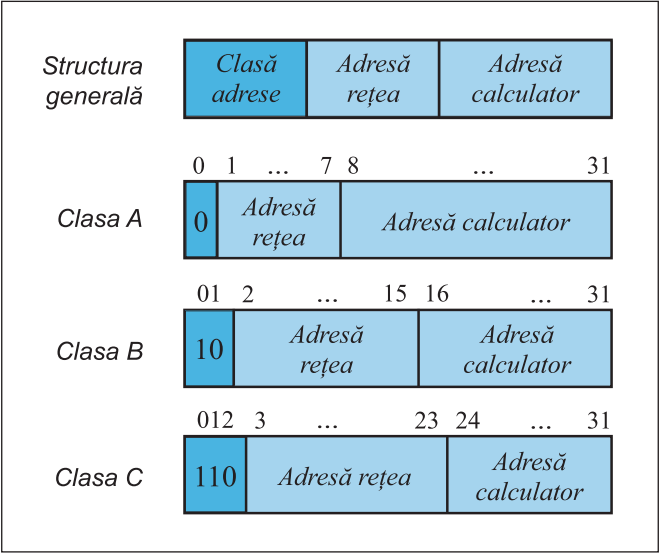 Structura generală
Clasă adrese
Adresă rețea
Adresă calculator
0 1 ... 7 8 ... 31
Clasa A
0
Adresă rețea
Adresă calculator
01 2 ... 15 16 ... 31
Clasa B
10
Adresă rețea
Adresă calculator
012 3 ... 23 24 ... 31
Clasa C
110
Adresă rețea
Adresă calculator